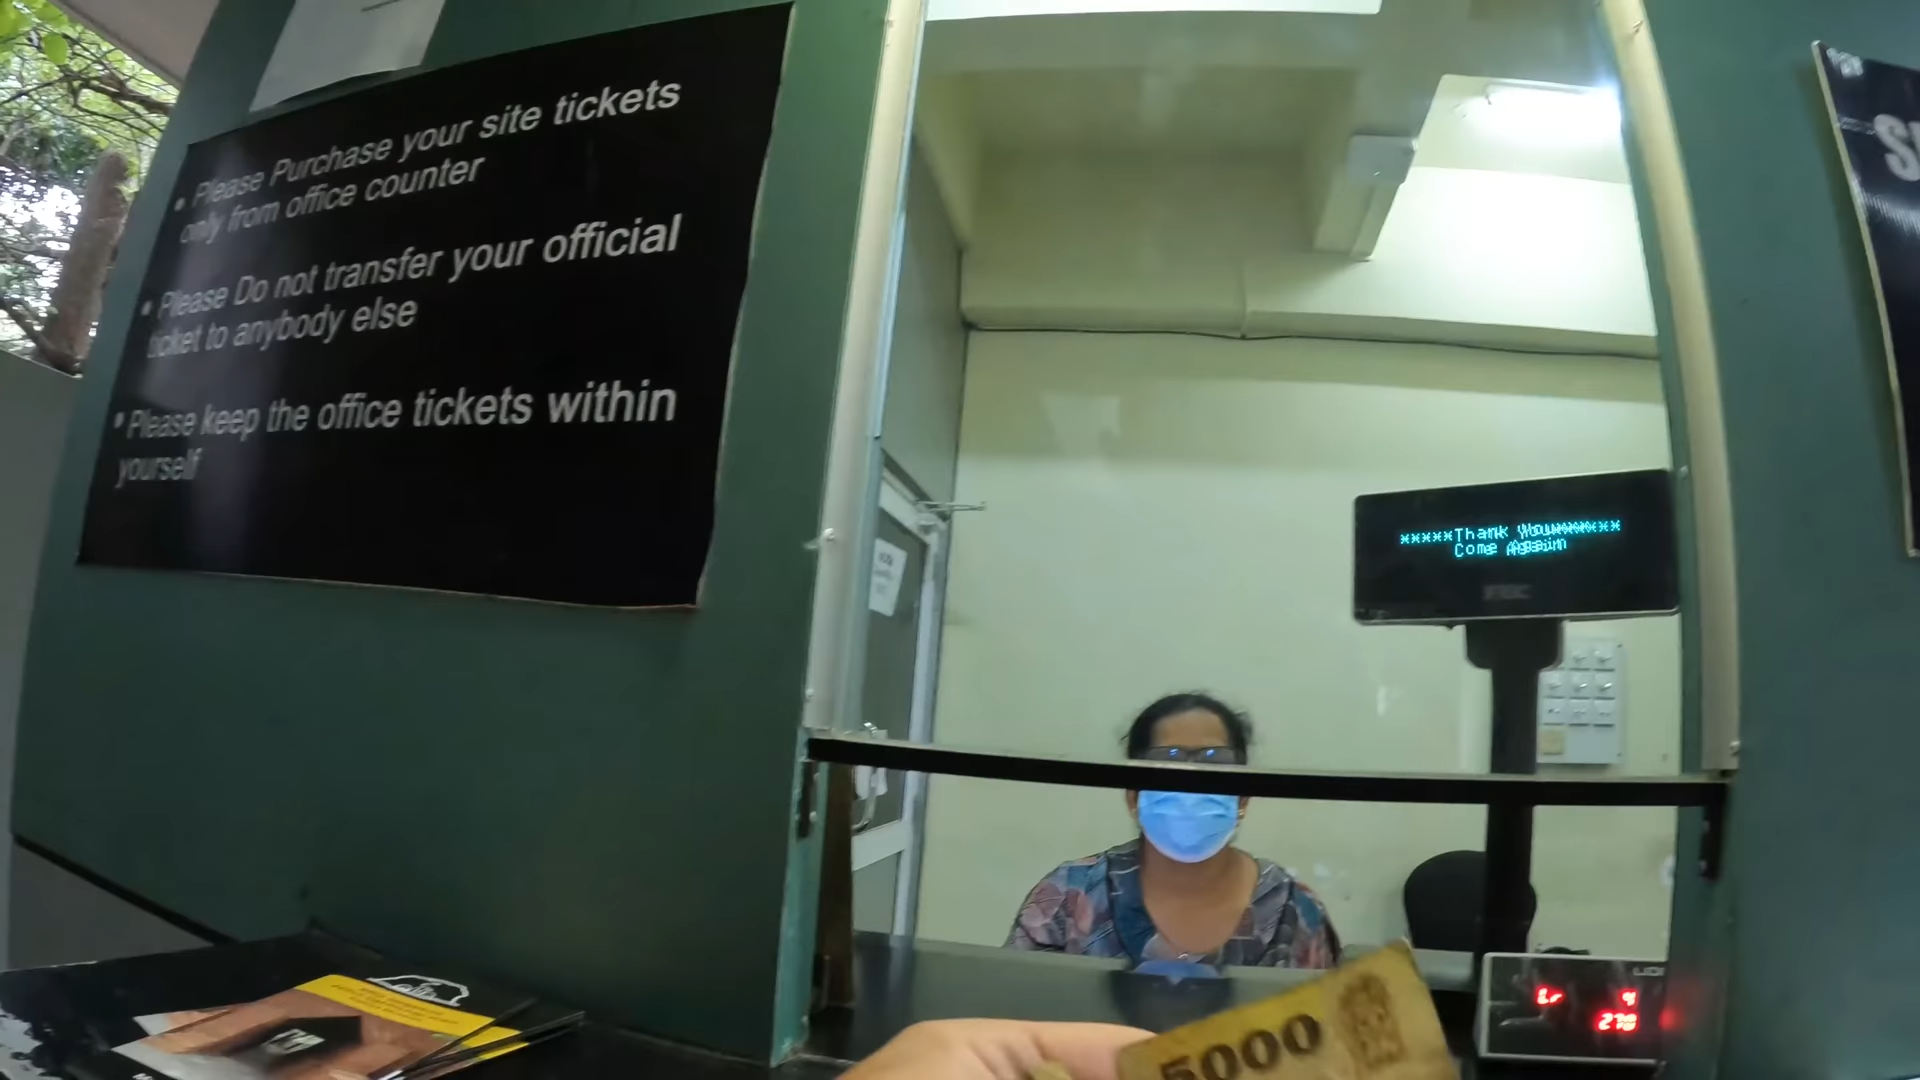 • Please Purchase your site tickets
only from office counter
• Please Do not transfer your official
ticket to anybody else
• Please keep the office tickets within
yourself
*****Thank You*****
Come Again
5000
270